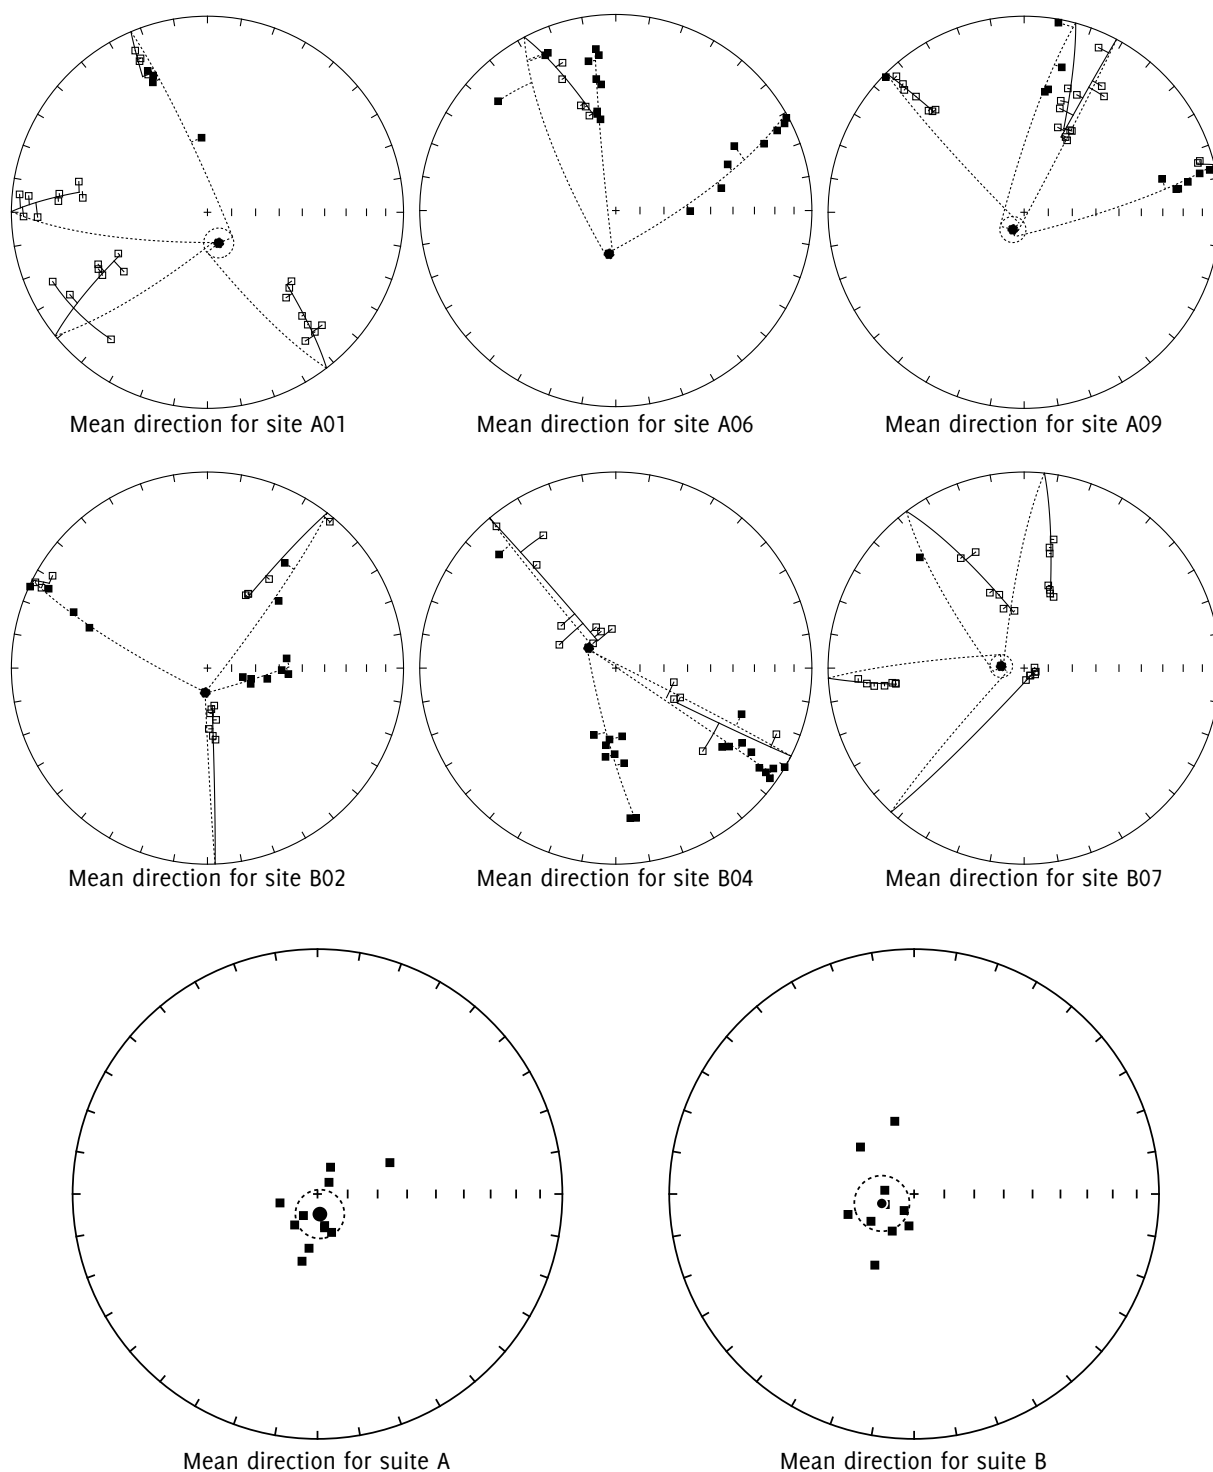 Mean direction for site A01
Mean direction for site A06
Mean direction for site A09
Mean direction for site B02
Mean direction for site B04
Mean direction for site B07
Mean direction for suite A
Mean direction for suite B